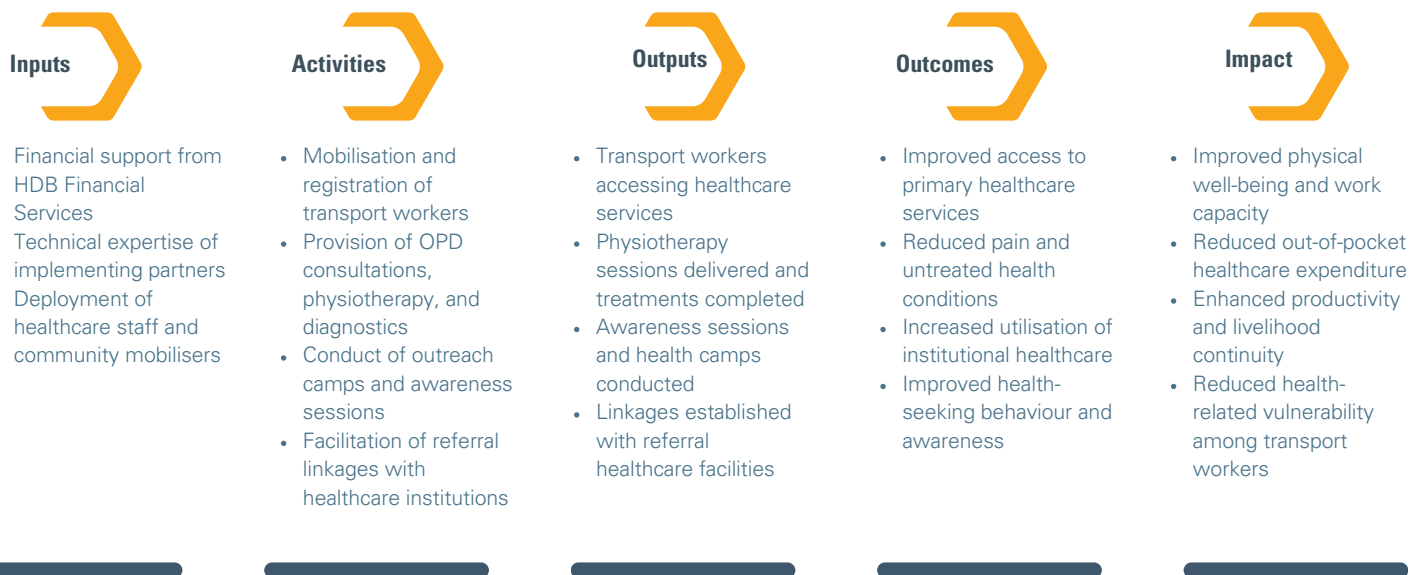 Inputs
Financial support from
HDB Financial
Services
Technical expertise of
implementing partners
Deployment of
healthcare staff and
community mobilisers
Activities
• Mobilisation and
registration of
transport workers
• Provision of OPD
consultations,
physiotherapy, and
diagnostics
• Conduct of outreach
camps and awareness
sessions
• Facilitation of referral
linkages with
healthcare institutions
Outputs
• Transport workers
accessing healthcare
services
• Physiotherapy
sessions delivered and
treatments completed
• Awareness sessions
and health camps
conducted
• Linkages established
with referral
healthcare facilities
Outcomes
• Improved access to
primary healthcare
services
• Reduced pain and
untreated health
conditions
• Increased utilisation of
institutional healthcare
• Improved health-
seeking behaviour and
awareness
Impact
• Improved physical
well-being and work
capacity
• Reduced out-of-pocket
healthcare expenditure
• Enhanced productivity
and livelihood
continuity
• Reduced health-
related vulnerability
among transport
workers